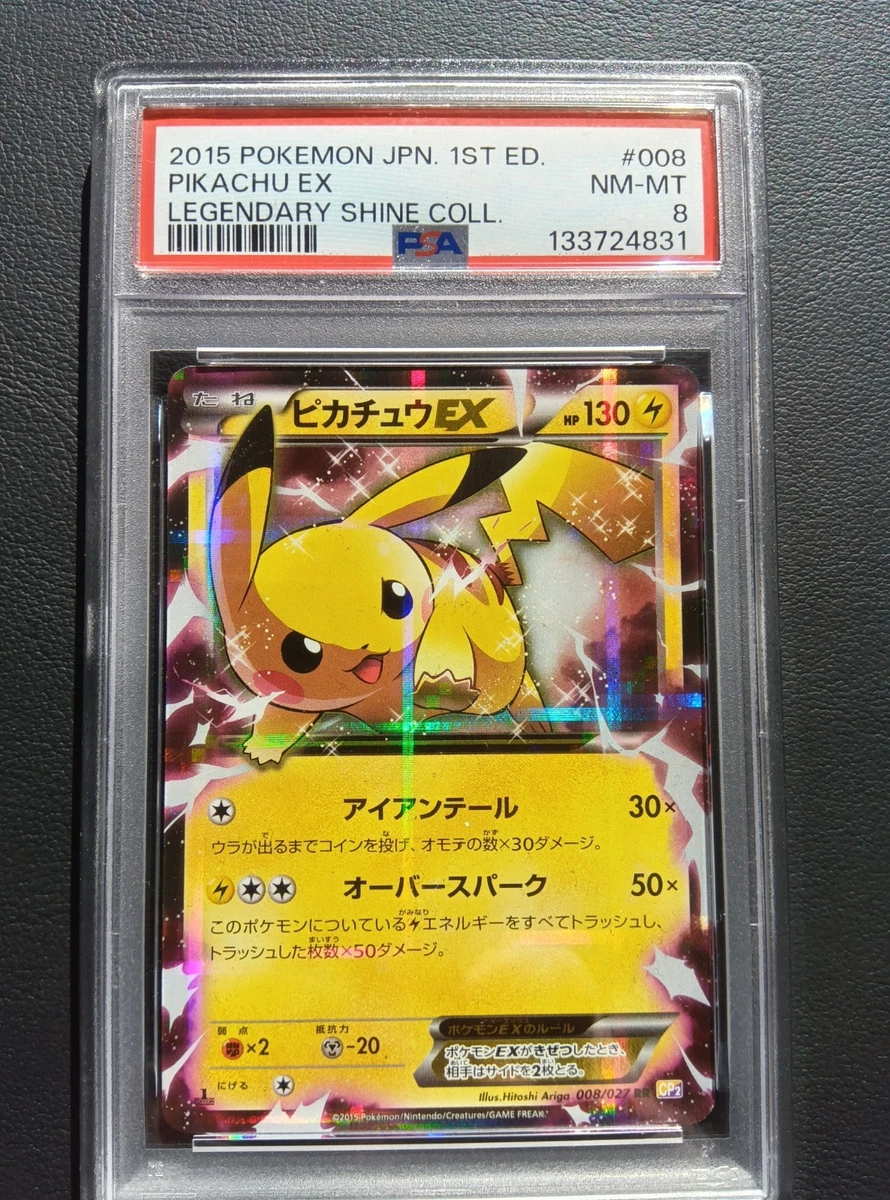 2015 POKEMON JPN. 1ST ED. #008
PIKACHU EX NM-MT
LEGENDARY SHINE COLL. 8
PSA 133724831
たね ピカチュウEX HP 130
アイアンテール 30×
ウラが出るまでコインを投げ、オモテの数×30ダメージ。
オーバースパーク 50×
このポケモンについているエネルギーをすべてトラッシュし、
トラッシュした枚数×50ダメージ。
弱点 ×2 抵抗力 -20
にげる
ポケモンEXのルール
ポケモンEXがきぜつしたとき、
相手はサイドを2枚とる。
Illus.Hitoshi Ariga 008/027 RR CP2
©2015 Pokémon/Nintendo/Creatures/GAME FREAK.